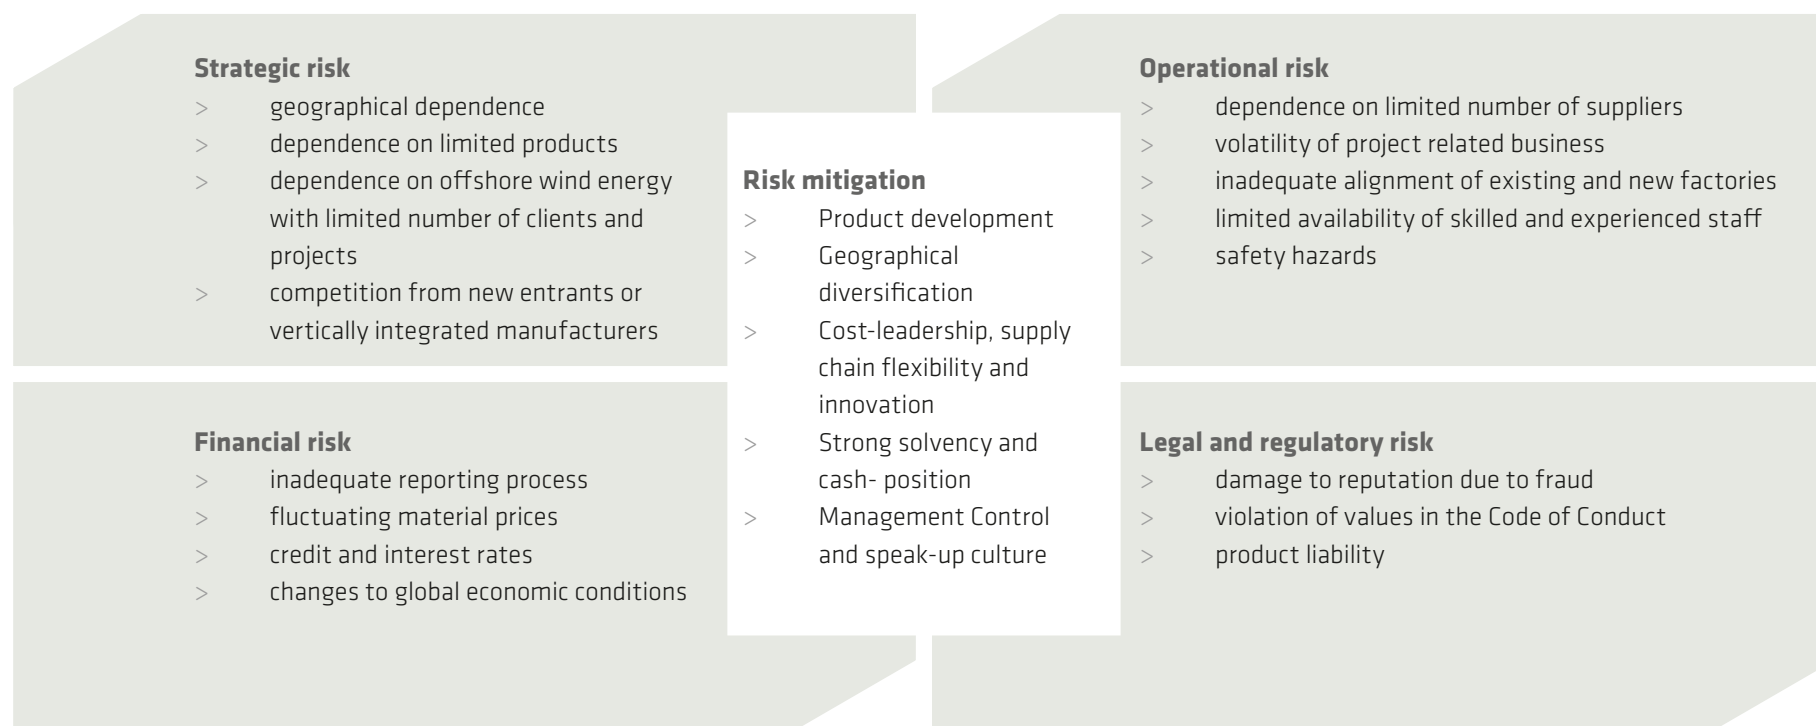 Strategic risk
> geographical dependence
> dependence on limited products
> dependence on offshore wind energy
with limited number of clients and
projects
> competition from new entrants or
vertically integrated manufacturers
Risk mitigation
> Product development
> Geographical
diversification
> Cost-leadership, supply
chain flexibility and
innovation
> Strong solvency and
cash- position
> Management Control
and speak-up culture
Operational risk
> dependence on limited number of suppliers
> volatility of project related business
> inadequate alignment of existing and new factories
> limited availability of skilled and experienced staff
> safety hazards
Financial risk
> inadequate reporting process
> fluctuating material prices
> credit and interest rates
> changes to global economic conditions
Legal and regulatory risk
> damage to reputation due to fraud
> violation of values in the Code of Conduct
> product liability